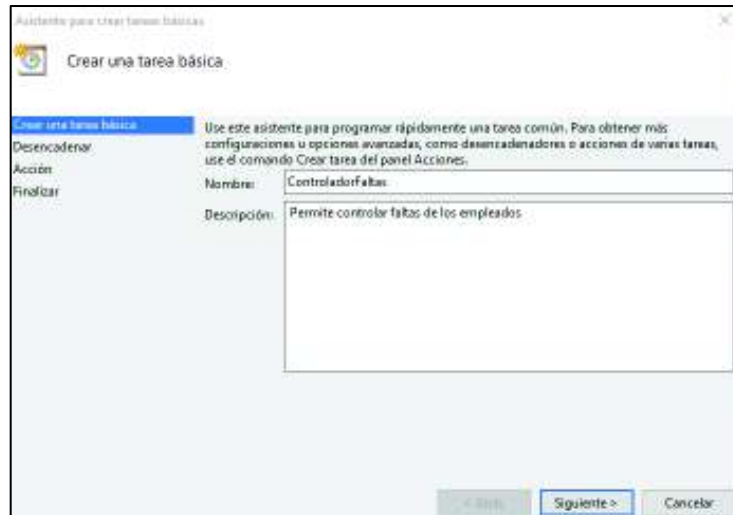 Asistente para crear tareas básicas
Crear una tarea básica
Crear una tarea básica
Desencadenar
Acción
Finalizar
Use este asistente para programar rápidamente una tarea común. Para obtener más
configuraciones u opciones avanzadas, como desencadenadores o acciones de varias tareas,
use el comando Crear tarea del panel Acciones.
Nombre: ControladorFaltas
Descripción: Permite controlar faltas de los empleados
< Atrás
Siguiente >
Cancelar